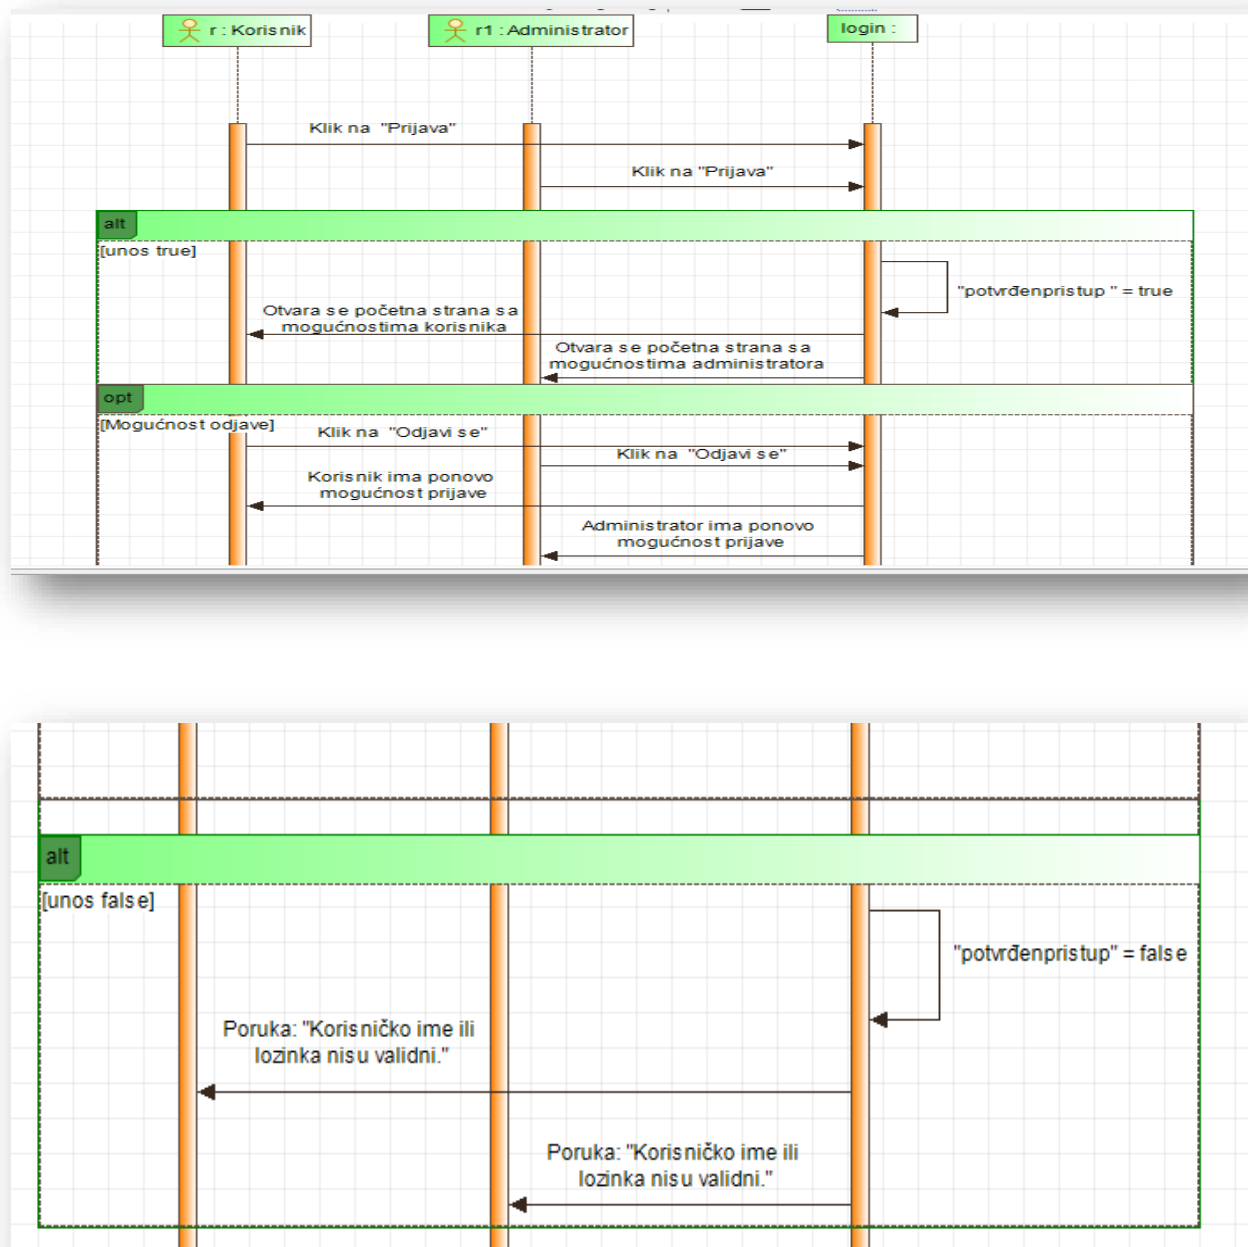 r : Korisnik
r1 : Administrator
login :
Klik na "Prijava"
Klik na "Prijava"
alt
[unos true]
"potvrđenpristup " = true
Otvara se početna strana sa
mogućnostima korisnika
Otvara se početna strana sa
mogućnostima administratora
opt
[Mogućnost odjave]
Klik na "Odjavi se"
Klik na "Odjavi se"
Korisnik ima ponovo
mogućnost prijave
Administrator ima ponovo
mogućnost prijave
alt
[unos false]
"potvrđenpristup" = false
Poruka: "Korisničko ime ili
lozinka nisu validni."
Poruka: "Korisničko ime ili
lozinka nisu validni."